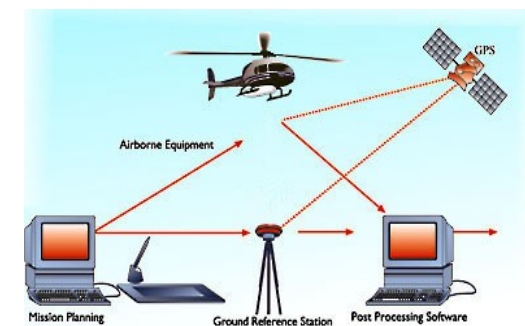 GPS
Airborne Equipment
Mission Planning
Ground Reference Station
Post Processing Software